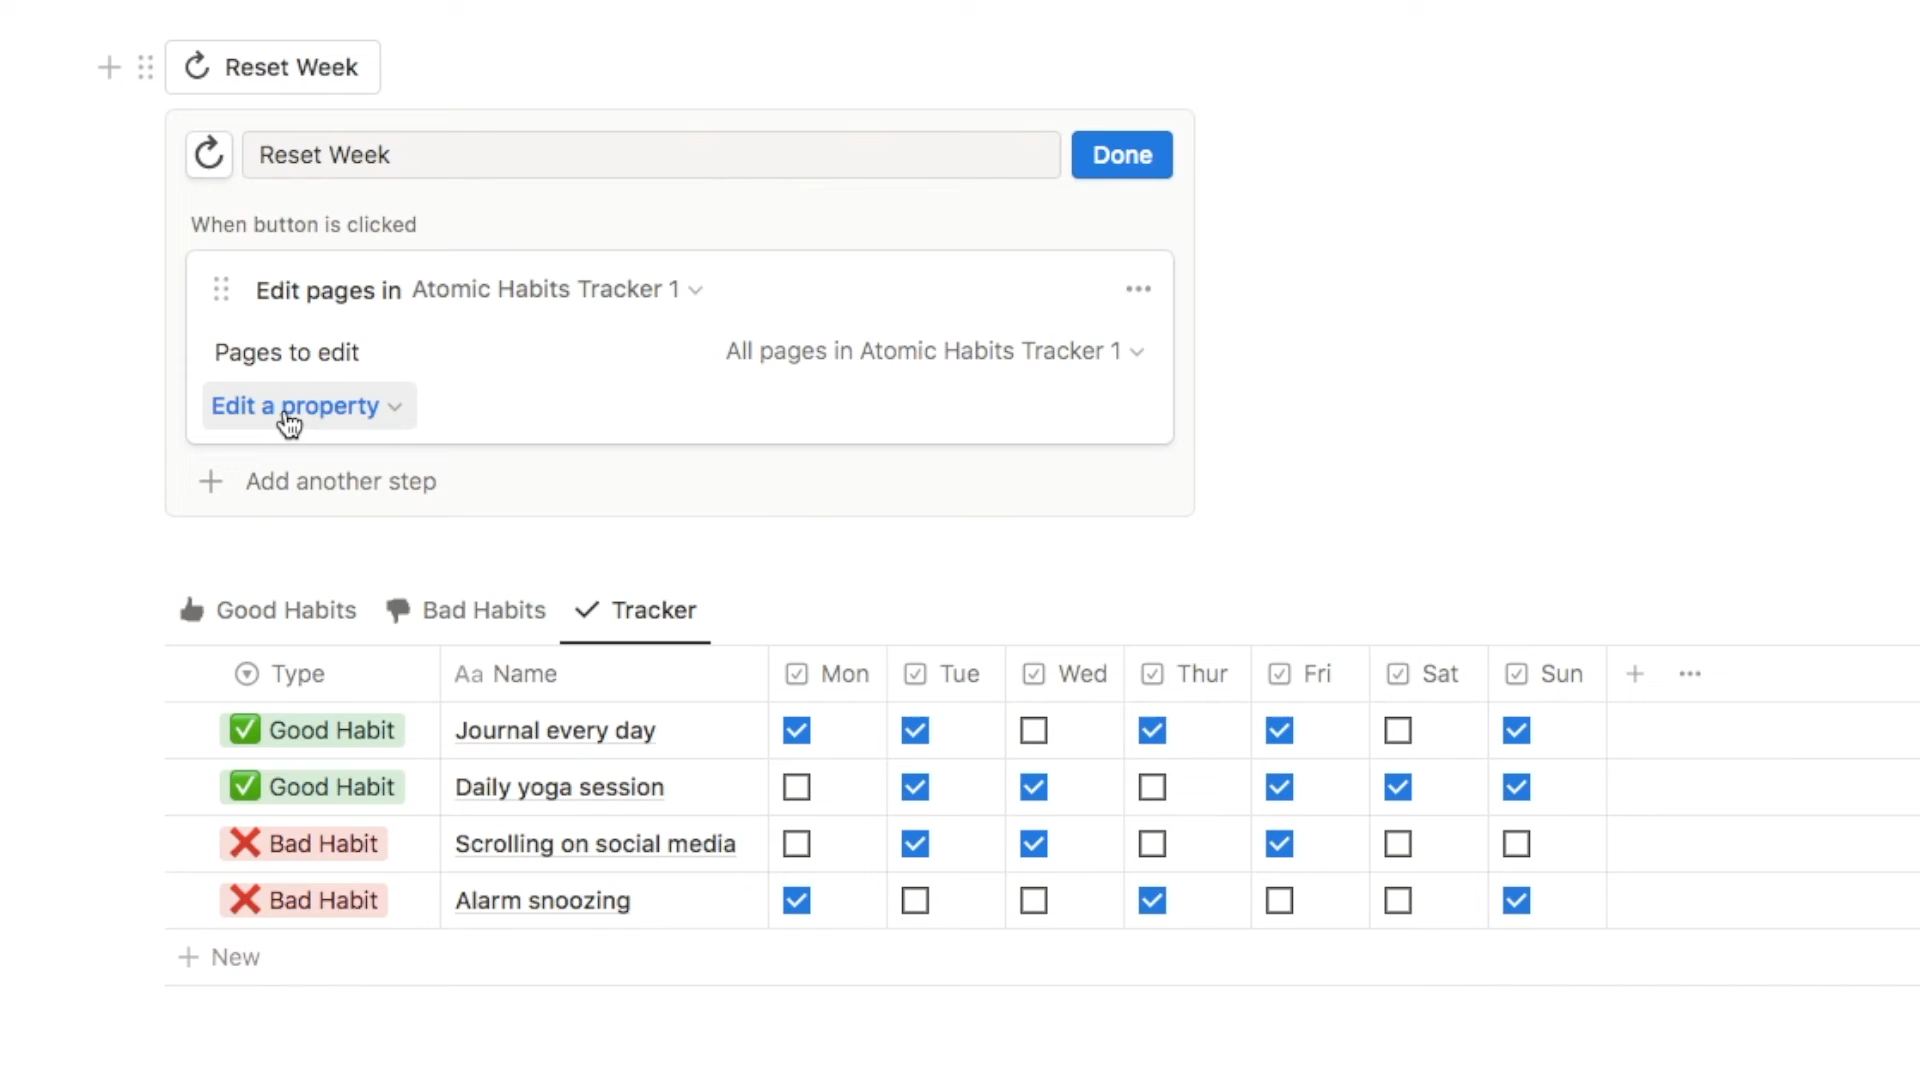 Reset Week
Reset Week
Done
When button is clicked
Edit pages in Atomic Habits Tracker 1
Pages to edit All pages in Atomic Habits Tracker 1
Edit a property
Add another step
Good Habits Bad Habits Tracker
Type Aa Name Mon Tue Wed Thur Fri Sat Sun
Good Habit Journal every day
Good Habit Daily yoga session
Bad Habit Scrolling on social media
Bad Habit Alarm snoozing
New